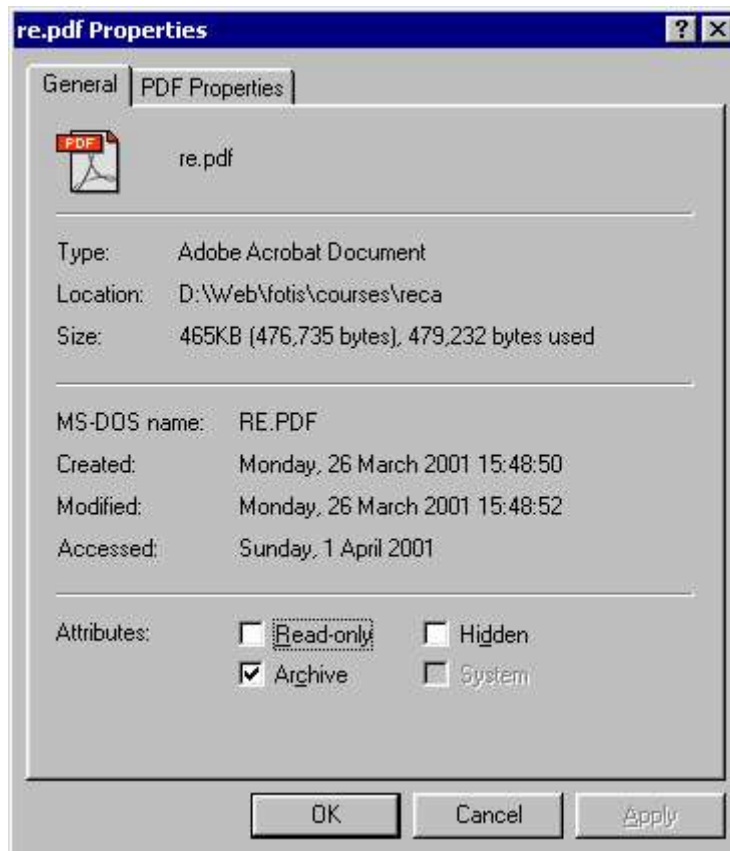 re.pdf Properties
General PDF Properties
PDF
re.pdf
Type: Adobe Acrobat Document
Location: D:\Web\fotis\courses\reca
Size: 465KB (476,735 bytes), 479,232 bytes used
MS-DOS name: RE.PDF
Created: Monday, 26 March 2001 15:48:50
Modified: Monday, 26 March 2001 15:48:52
Accessed: Sunday, 1 April 2001
Attributes: Read-only Hidden
Archive System
OK Cancel Apply